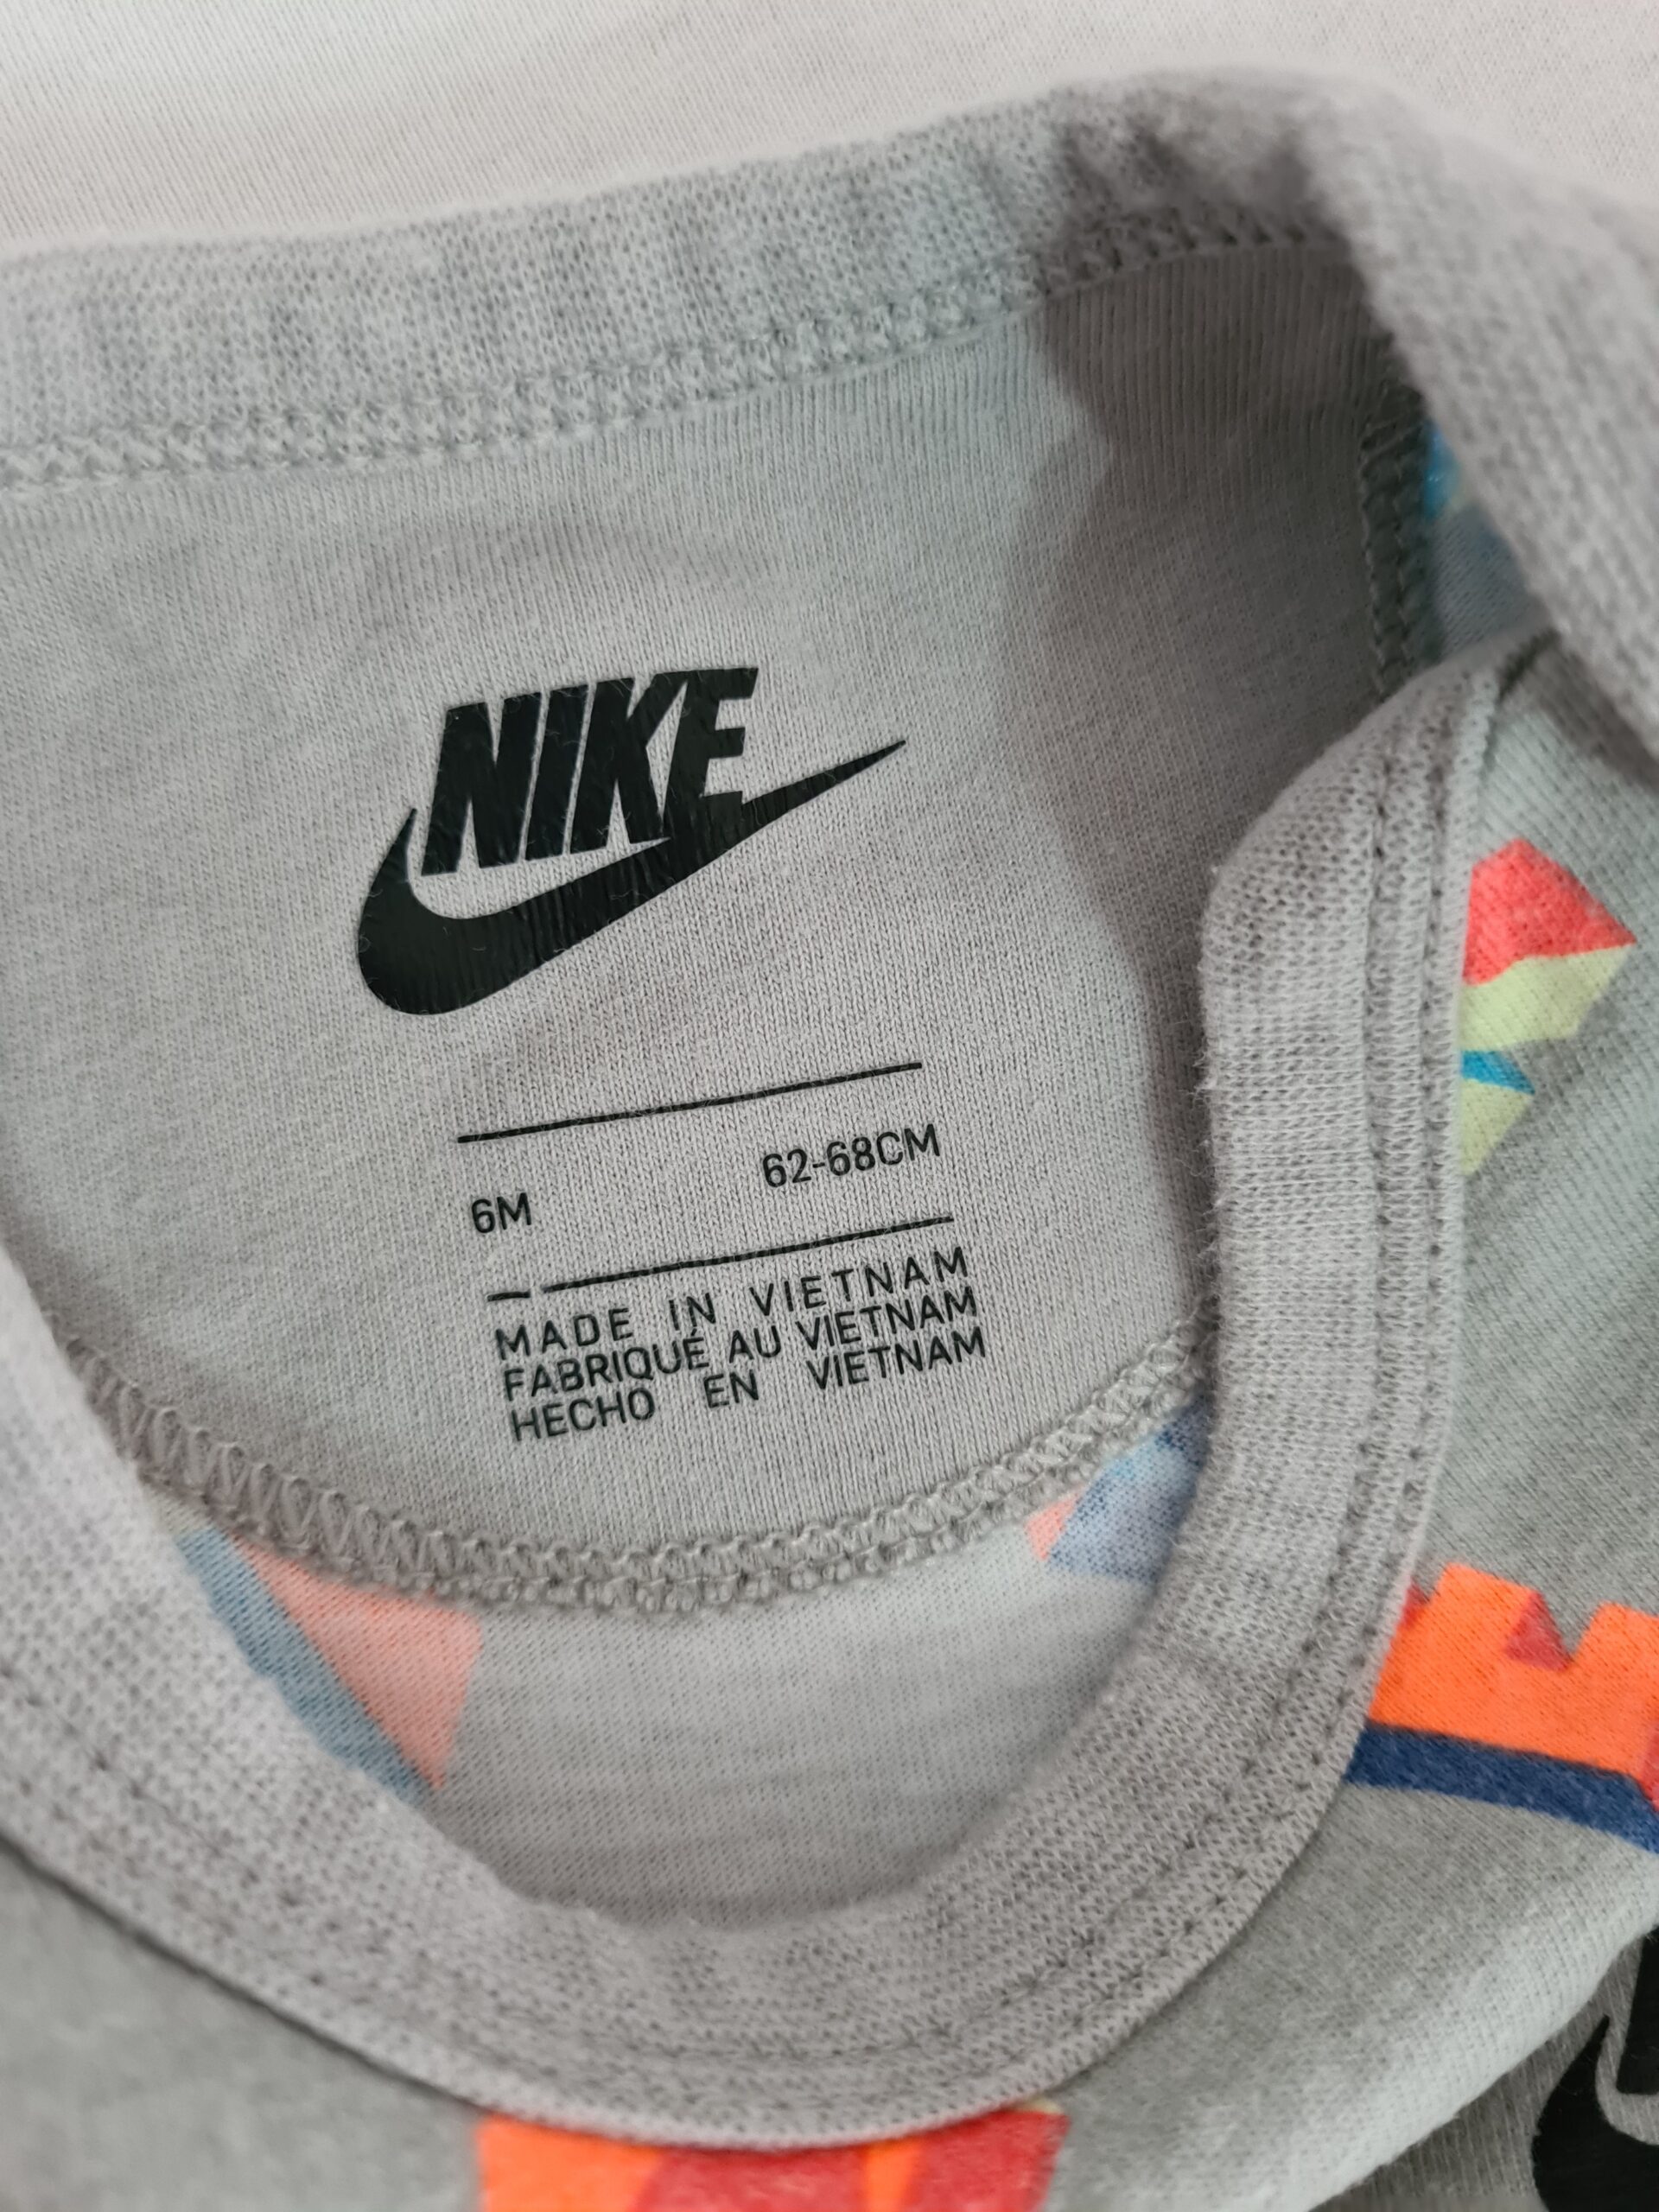 NIKE
6M 62-68CM
MADE IN VIETNAM
FABRIQUÉ AU VIETNAM
HECHO EN VIETNAM